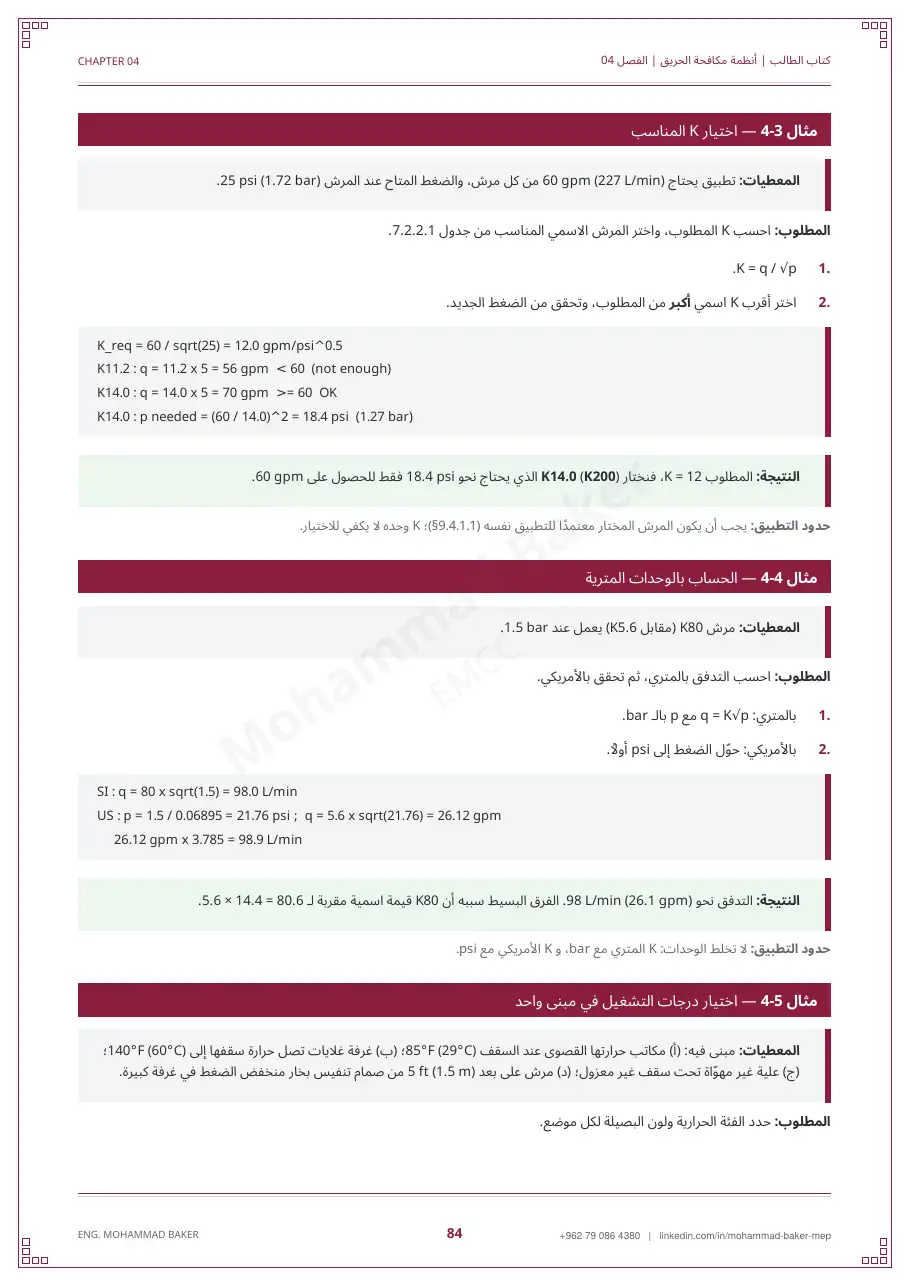 CHAPTER 04
كتاب الطالب | أنظمة مكافحة الحريق | الفصل 04
مثال 3-4 — اختيار K المناسب
المعطيات: تطبيق يحتاج 60 gpm (227 L/min) من كل مرش، والضغط المتاح عند المرش 25 psi (1.72 bar).
المطلوب: احسب K المطلوب، واختر المرش الاسمي المناسب من جدول 7.2.2.1.
1. K = q / √p.
2. اختر أقرب K اسمي أكبر من المطلوب، وتحقق من الضغط الجديد.
K_req = 60 / sqrt(25) = 12.0 gpm/psi^0.5
K11.2 : q = 11.2 x 5 = 56 gpm < 60 (not enough)
K14.0 : q = 14.0 x 5 = 70 gpm >= 60 OK
K14.0 : p needed = (60 / 14.0)^2 = 18.4 psi (1.27 bar)
النتيجة: المطلوب K = 12، فنختار K14.0 (K200) الذي يحتاج نحو 18.4 psi فقط للحصول على 60 gpm.
حدود التطبيق: يجب أن يكون المرش المختار معتمدًا للتطبيق نفسه (§9.4.1.1)؛ K وحده لا يكفي للاختيار.
مثال 4-4 — الحساب بالوحدات المترية
المعطيات: مرش K80 (مقابل K5.6) يعمل عند 1.5 bar.
المطلوب: احسب التدفق بالمتري، ثم تحقق بالأمريكي.
1. بالمتري: q = K√p مع p بالـ bar.
2. بالأمريكي: حوّل الضغط إلى psi أولاً.
SI : q = 80 x sqrt(1.5) = 98.0 L/min
US : p = 1.5 / 0.06895 = 21.76 psi ; q = 5.6 x sqrt(21.76) = 26.12 gpm
26.12 gpm x 3.785 = 98.9 L/min
النتيجة: التدفق نحو 98 L/min (26.1 gpm). الفرق البسيط سببه أن K80 قيمة اسمية مقربة لـ 5.6 × 14.4 = 80.6.
حدود التطبيق: لا تخلط الوحدات: K المتري مع bar، و K الأمريكي مع psi.
مثال 5-4 — اختيار درجات التشغيل في مبنى واحد
المعطيات: مبنى فيه: (أ) مكاتب حرارتها القصوى عند السقف 85°F (29°C)؛ (ب) غرفة غلايات تصل حرارة سقفها إلى 140°F (60°C)؛
(ج) علية غير مهوّاة تحت سقف غير معزول؛ (د) مرش على بعد 5 ft (1.5 m) من صمام تنفيس بخار منخفض الضغط في غرفة كبيرة.
المطلوب: حدد الفئة الحرارية ولون البصيلة لكل موضع.
Mohammad Baker
EMCC
ENG. MOHAMMAD BAKER
84
+962 79 086 4380 | linkedin.com/in/mohammad-baker-mep